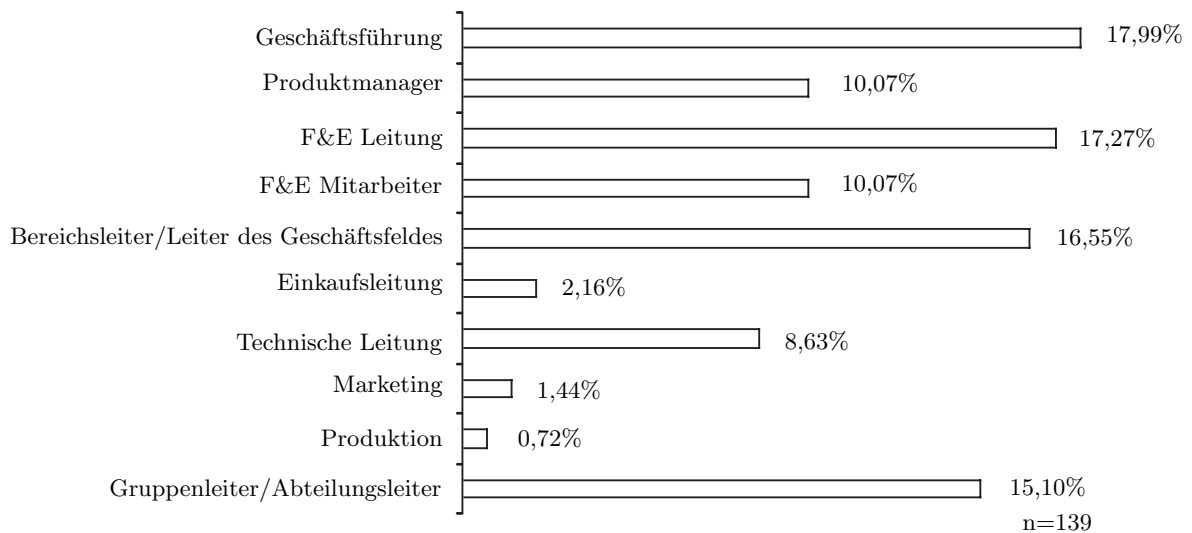 Geschäftsführung 17,99%
Produktmanager 10,07%
F&E Leitung 17,27%
F&E Mitarbeiter 10,07%
Bereichsleiter/Leiter des Geschäftsfeldes 16,55%
Einkaufsleitung 2,16%
Technische Leitung 8,63%
Marketing 1,44%
Produktion 0,72%
Gruppenleiter/Abteilungsleiter 15,10%
n=139